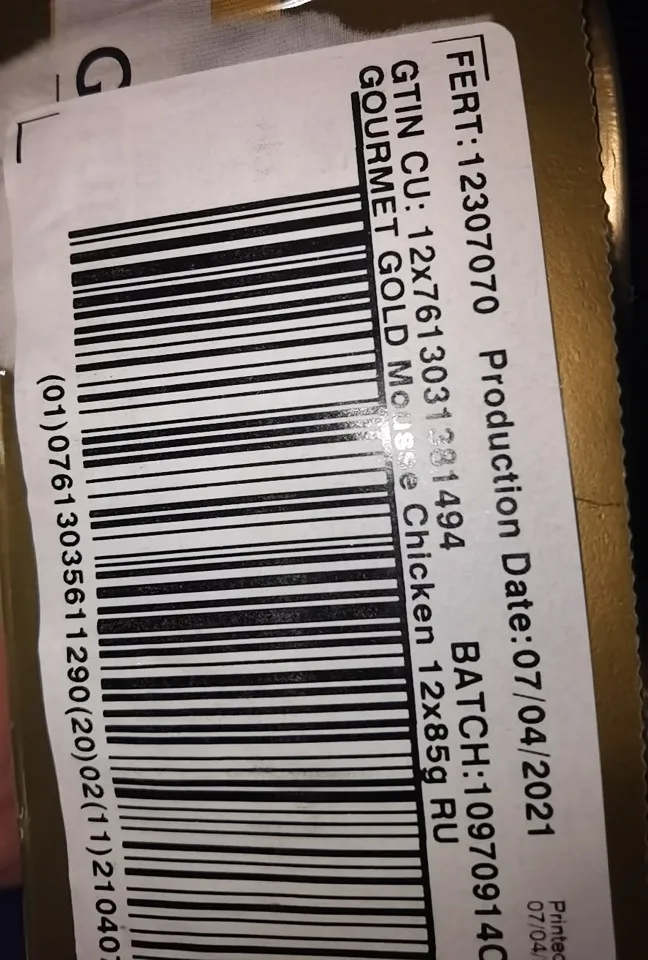 G
FERT:12307070 Production Date:07/04/2021
Printed
07/04/
GTIN CU: 12x7613031381494 BATCH:10970914C
GOURMET GOLD Mousse Chicken 12x85g RU
(01)07613035611290(20)02(11)21040